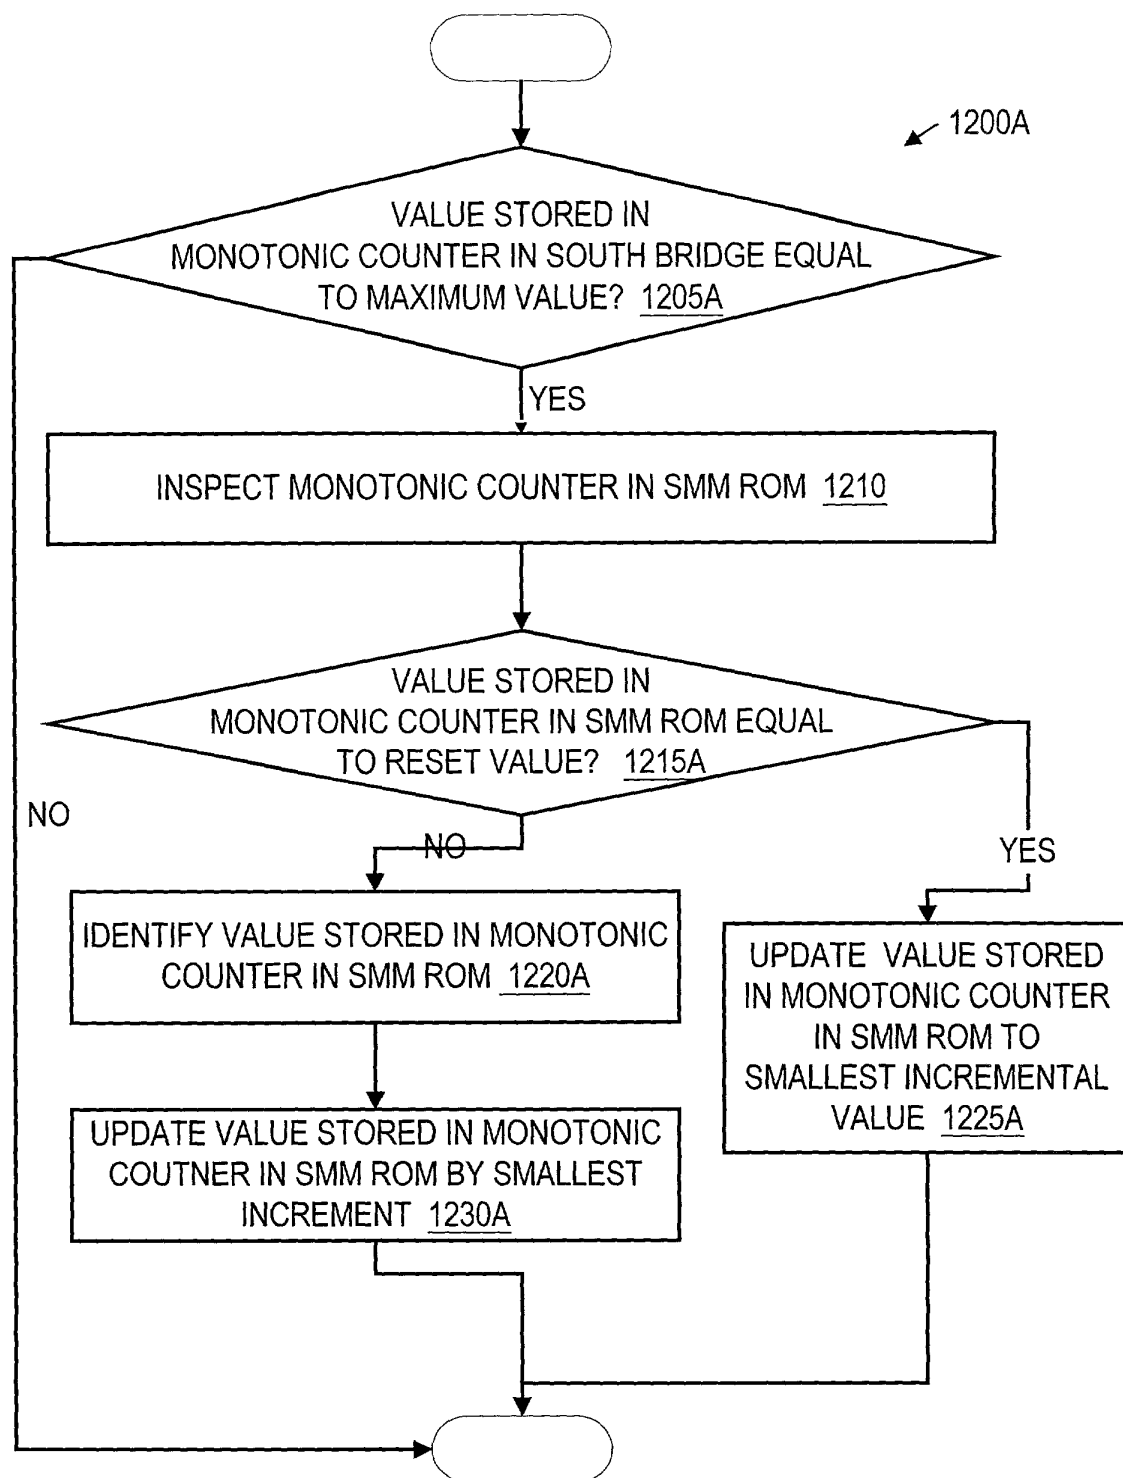 1200A
VALUE STORED IN
MONOTONIC COUNTER IN SOUTH BRIDGE EQUAL
TO MAXIMUM VALUE? 1205A
YES
INSPECT MONOTONIC COUNTER IN SMM ROM 1210
VALUE STORED IN
MONOTONIC COUNTER IN SMM ROM EQUAL
TO RESET VALUE? 1215A
NO
NO
YES
IDENTIFY VALUE STORED IN MONOTONIC
COUNTER IN SMM ROM 1220A
UPDATE VALUE STORED
IN MONOTONIC COUNTER
IN SMM ROM TO
SMALLEST INCREMENTAL
VALUE 1225A
UPDATE VALUE STORED IN MONOTONIC
COUTNER IN SMM ROM BY SMALLEST
INCREMENT 1230A